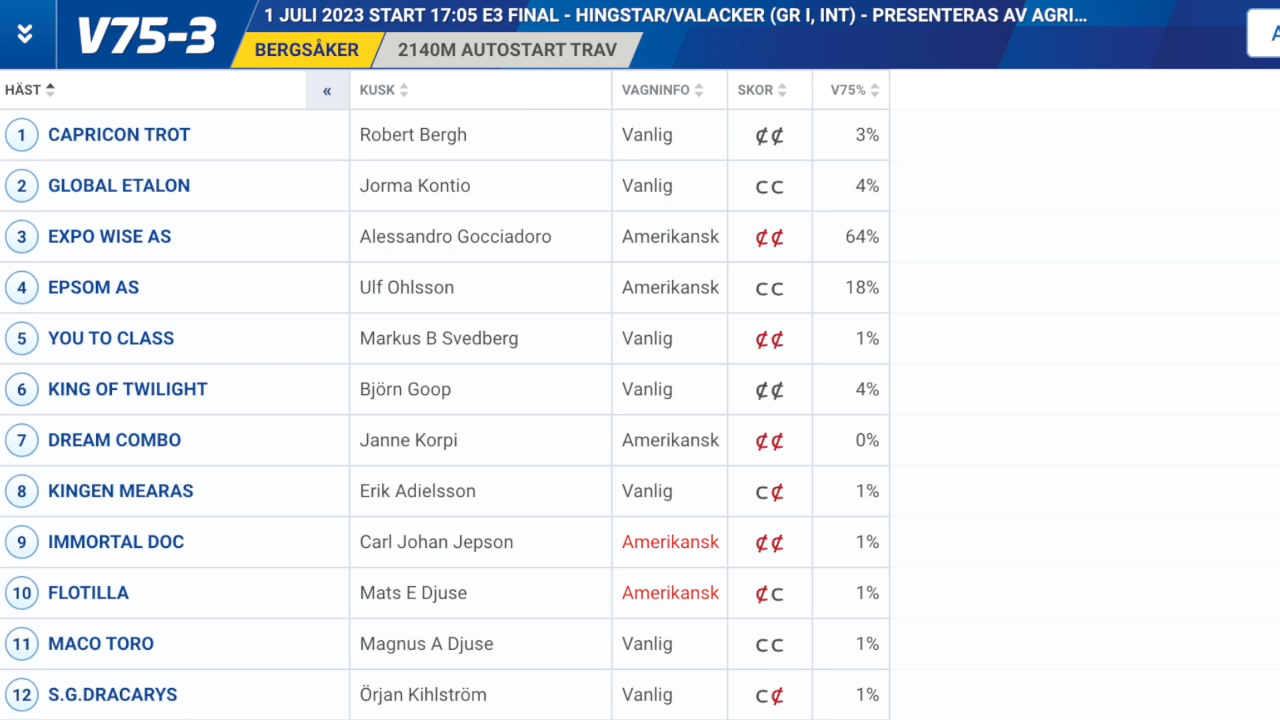 V75-3
1 JULI 2023 START 17:05 E3 FINAL - HINGSTAR/VALACKER (GR I, INT) - PRESENTERAS AV AGRI...
BERGSÅKER 2140M AUTOSTART TRAV
HÄST « KUSK VAGNINFO SKOR V75%
1 CAPRICON TROT Robert Bergh Vanlig ¢¢ 3%
2 GLOBAL ETALON Jorma Kontio Vanlig CC 4%
3 EXPO WISE AS Alessandro Gocciadoro Amerikansk ¢¢ 64%
4 EPSOM AS Ulf Ohlsson Amerikansk CC 18%
5 YOU TO CLASS Markus B Svedberg Vanlig ¢¢ 1%
6 KING OF TWILIGHT Björn Goop Vanlig ¢¢ 4%
7 DREAM COMBO Janne Korpi Amerikansk ¢¢ 0%
8 KINGEN MEARAS Erik Adielsson Vanlig C¢ 1%
9 IMMORTAL DOC Carl Johan Jepson Amerikansk ¢¢ 1%
10 FLOTILLA Mats E Djuse Amerikansk ¢C 1%
11 MACO TORO Magnus A Djuse Vanlig CC 1%
12 S.G.DRACARYS Örjan Kihlström Vanlig C¢ 1%